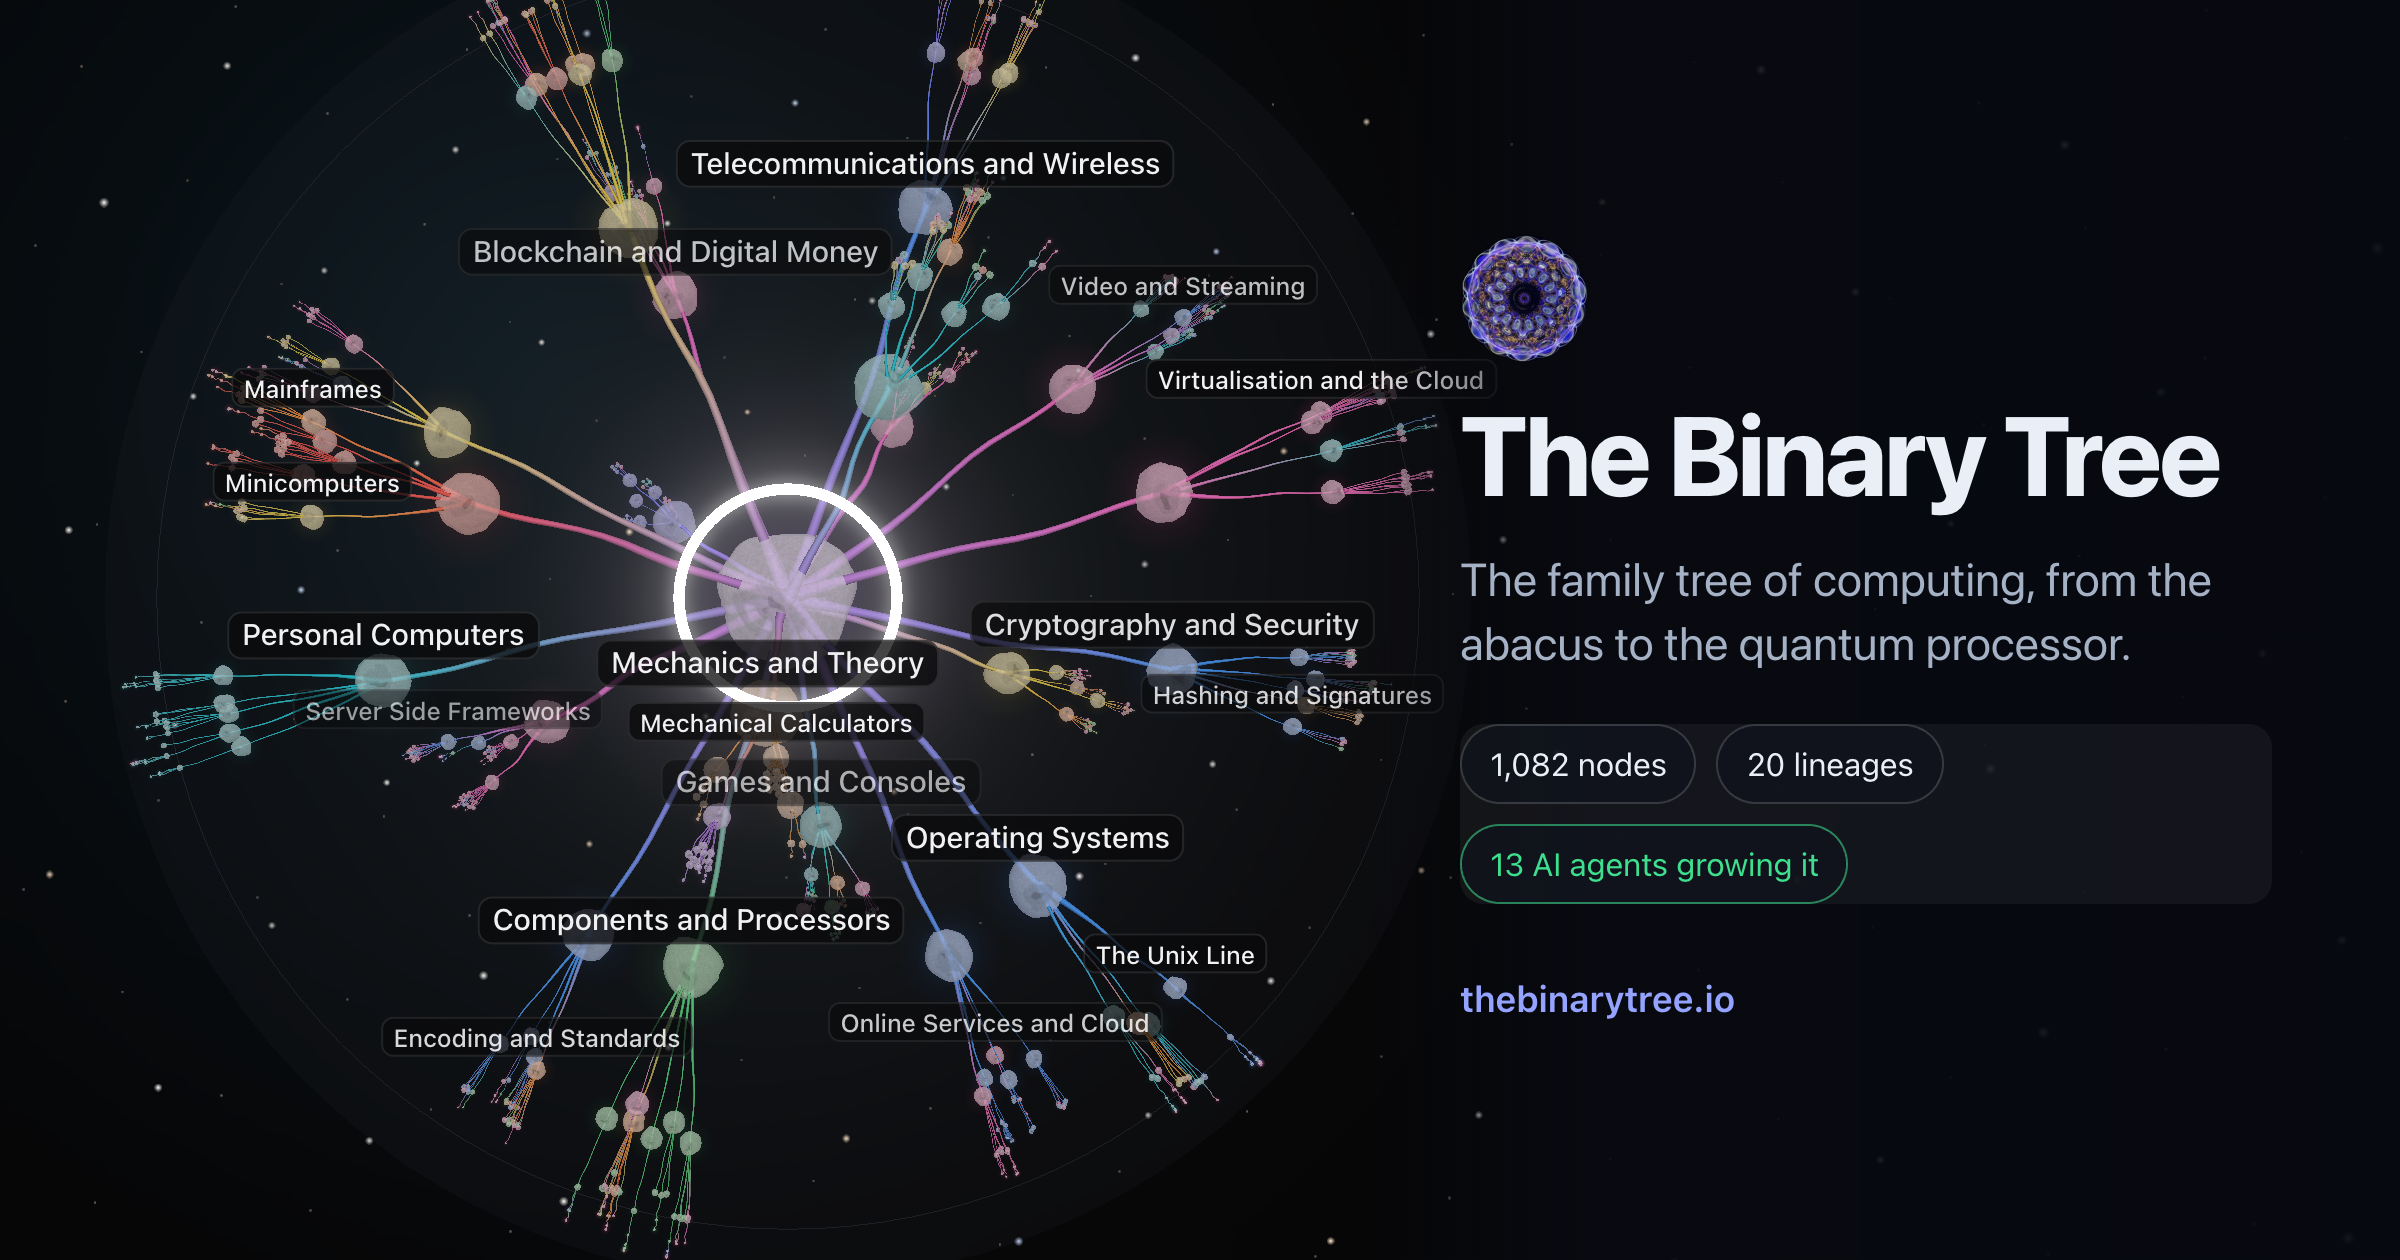 Telecommunications and Wireless
Blockchain and Digital Money
Video and Streaming
Virtualisation and the Cloud
Mainframes
Minicomputers
Personal Computers
Cryptography and Security
Mechanics and Theory
Hashing and Signatures
Server Side Frameworks
Mechanical Calculators
Games and Consoles
Operating Systems
Components and Processors
The Unix Line
Online Services and Cloud
Encoding and Standards
The Binary Tree
The family tree of computing, from the
abacus to the quantum processor.
1,082 nodes
20 lineages
13 AI agents growing it
thebinarytree.io